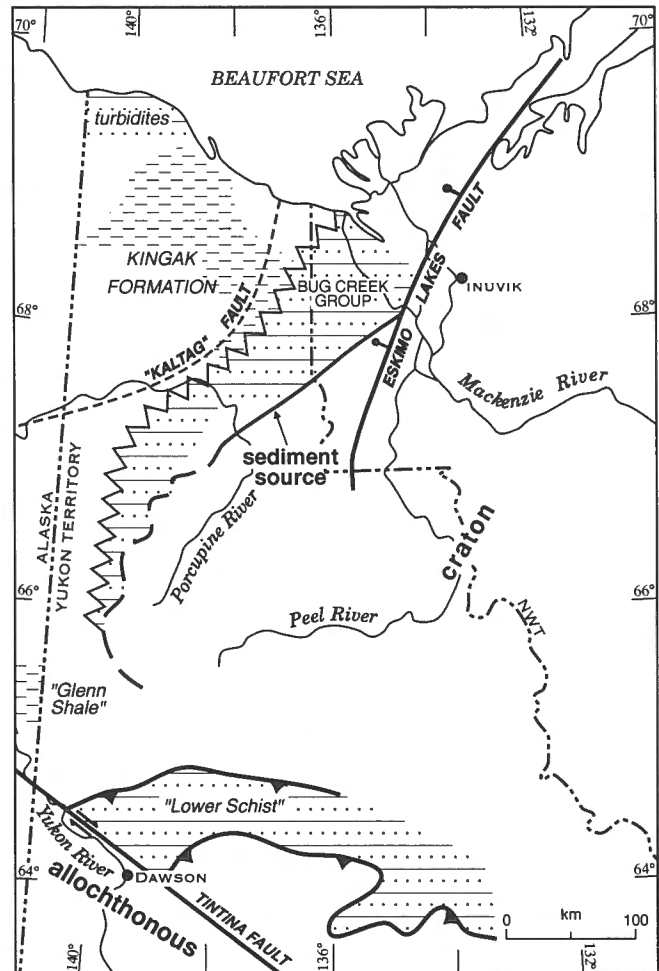 70°
140°
136°
132°
70°
BEAUFORT SEA
turbidites
KINGAK
FORMATION
BUG CREEK
GROUP
"KALTAG" FAULT
ESKIMO LAKES FAULT
INUVIK
68°
68°
Mackenzie River
sediment
source
ALASKA
YUKON TERRITORY
Porcupine River
craton
66°
66°
Peel River
NWT
"Glenn
Shale"
"Lower Schist"
Yukon River
DAWSON
64°
64°
allochthonous
TINTINA FAULT
0 km 100
140°
136°
132°